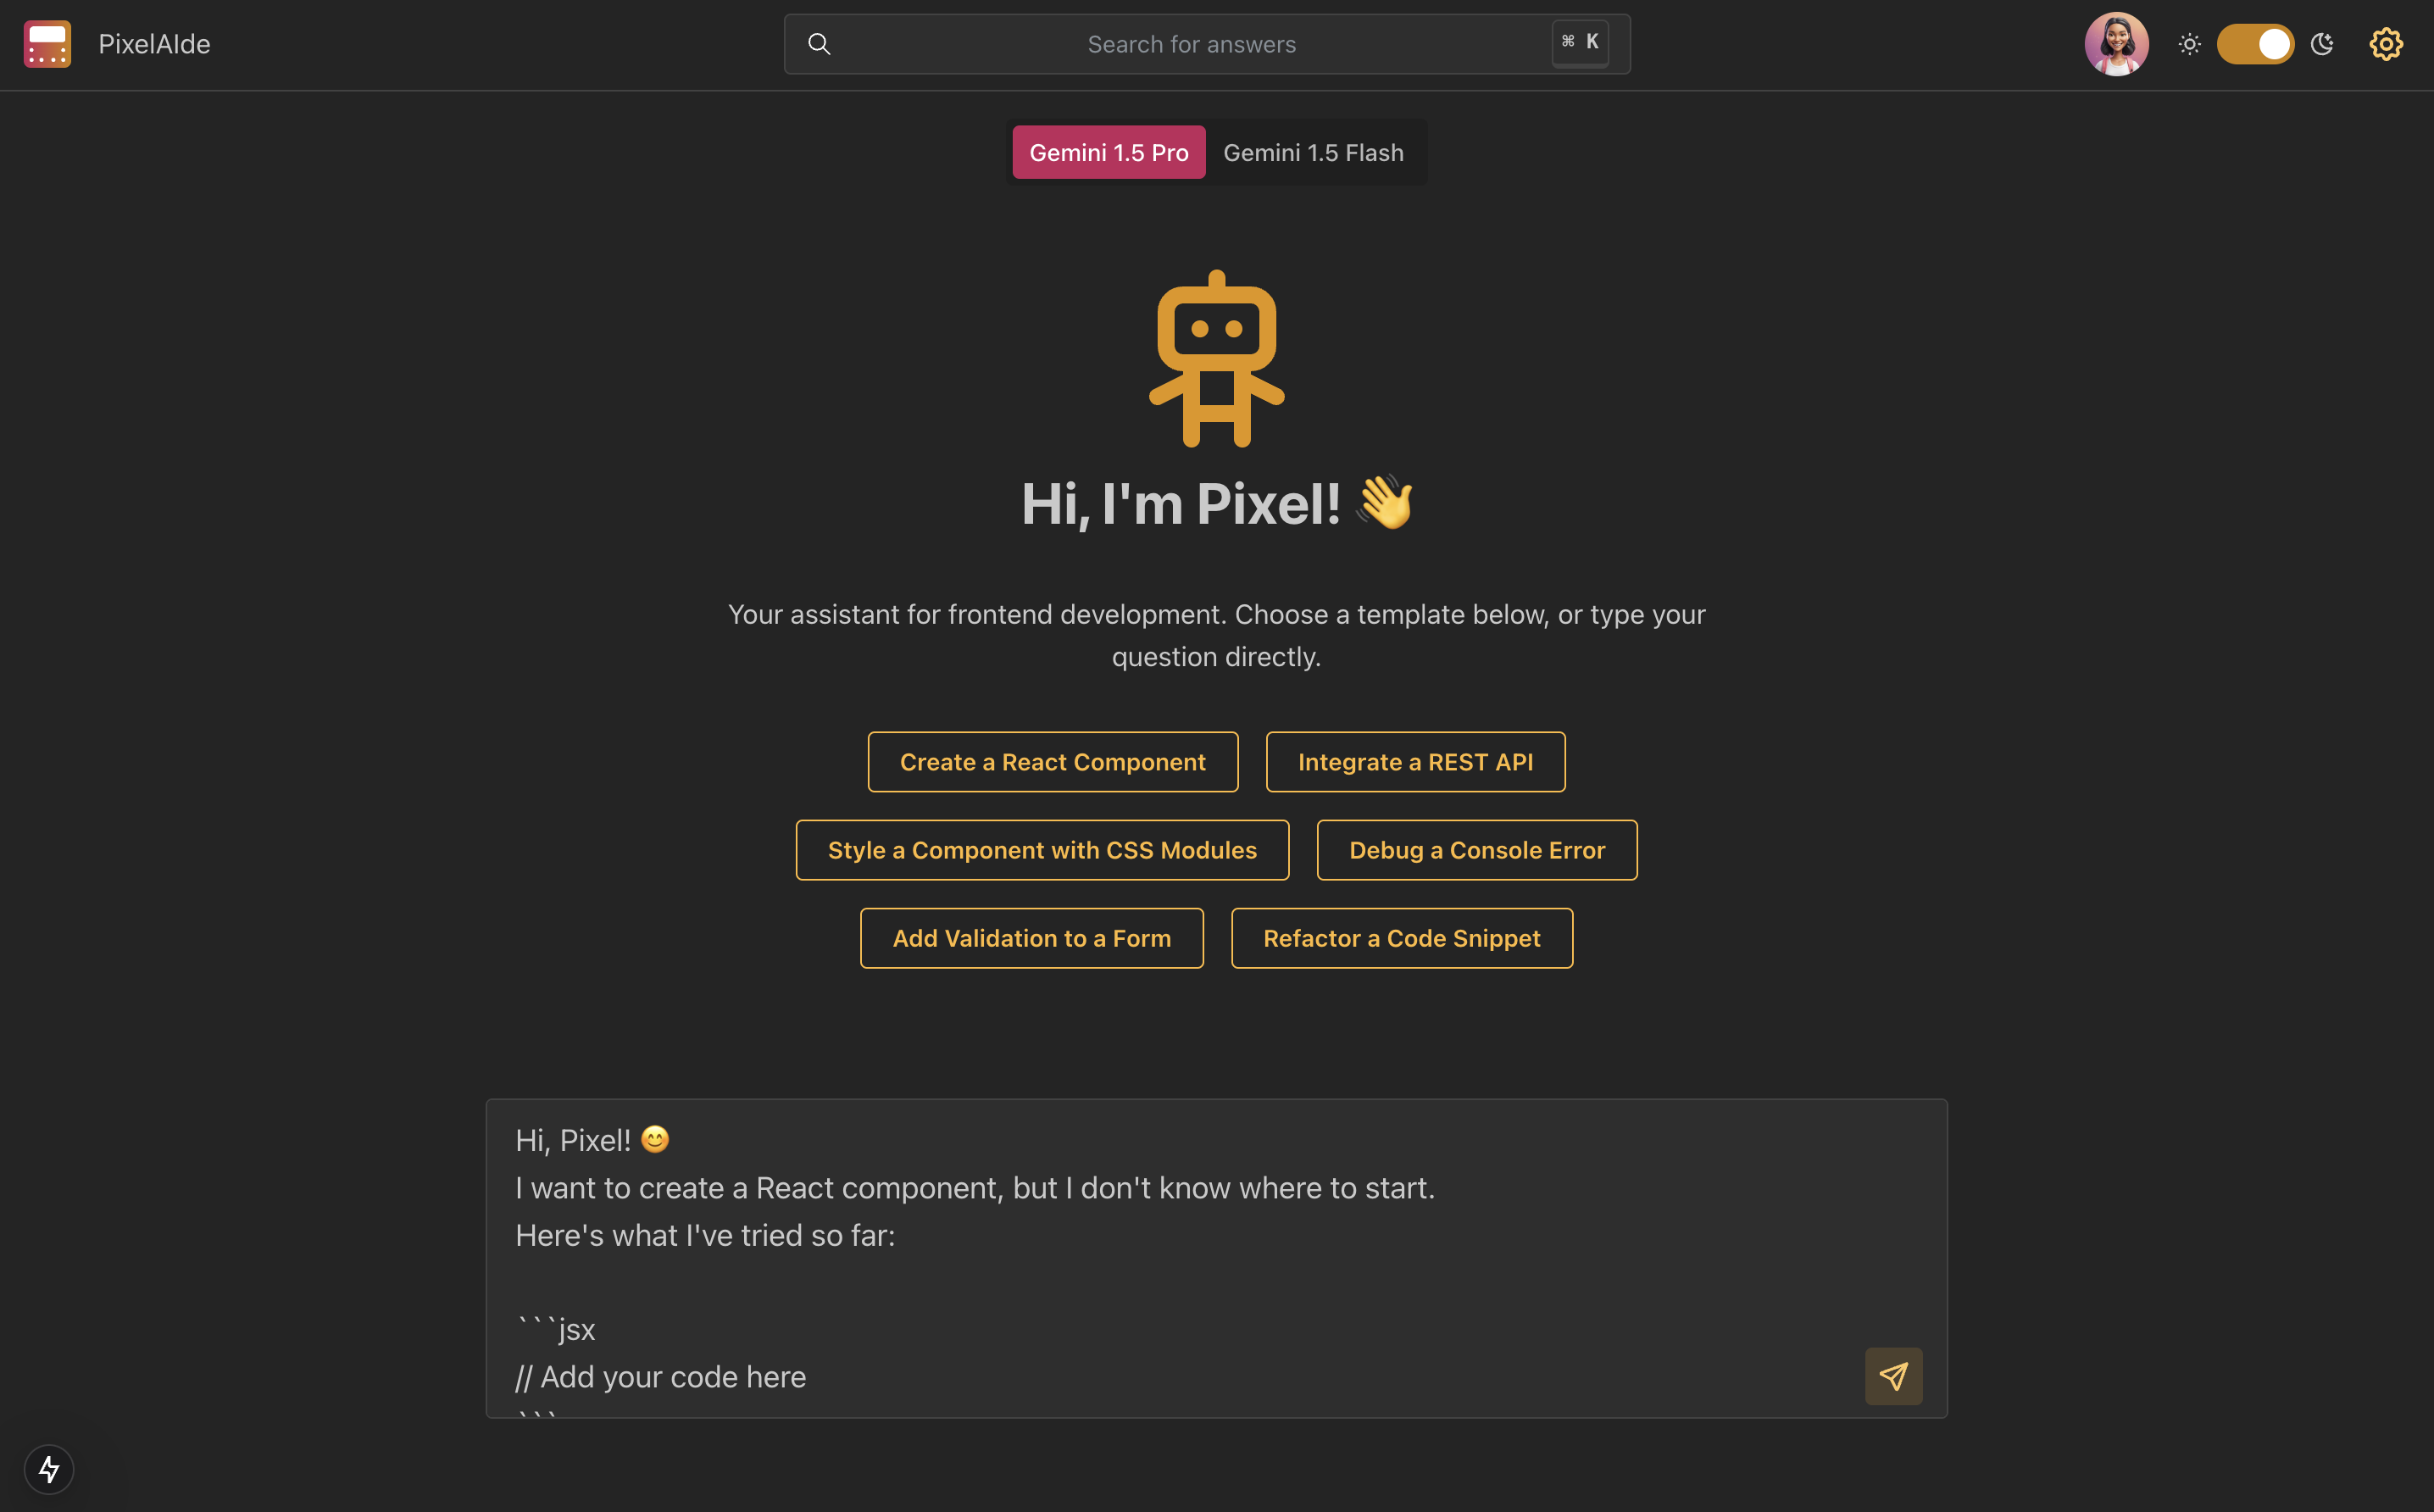 PixelAIde
Search for answers
⌘ K
Gemini 1.5 Pro
Gemini 1.5 Flash
Hi, I'm Pixel! 👋
Your assistant for frontend development. Choose a template below, or type your
question directly.
Create a React Component
Integrate a REST API
Style a Component with CSS Modules
Debug a Console Error
Add Validation to a Form
Refactor a Code Snippet
Hi, Pixel! 😊
I want to create a React component, but I don't know where to start.
Here's what I've tried so far:
```jsx
// Add your code here
```